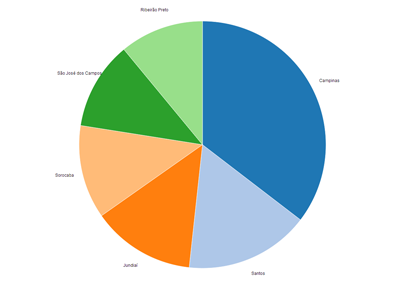 Ribeirão Preto
São José dos Campos
Campinas
Sorocaba
Jundiaí
Santos